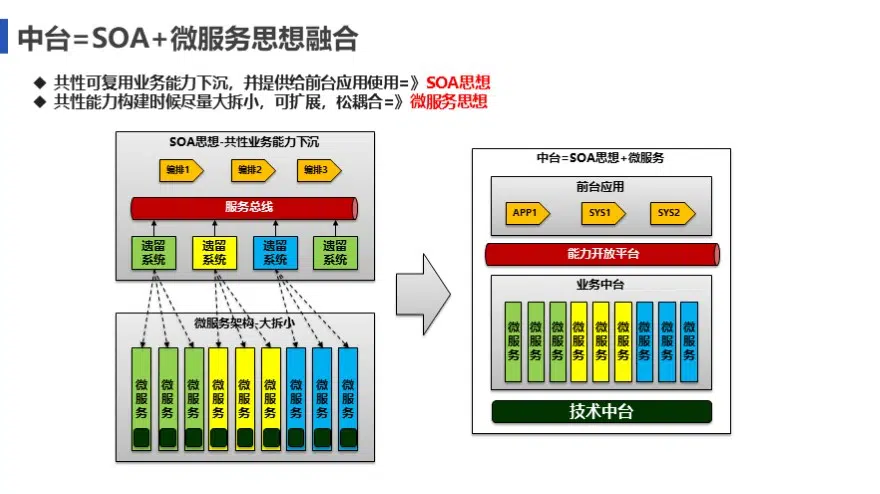 中台=SOA+微服务思想融合
共性可复用业务能力下沉，并提供给前台应用使用=》SOA思想
共性能力构建时候尽量大拆小，可扩展，松耦合=》微服务思想
SOA思想-共性业务能力下沉
编排1
编排2
编排3
服务总线
遗留
系统
遗留
系统
遗留
系统
遗留
系统
微服务架构-大拆小
微服务
微服务
微服务
微服务
微服务
微服务
微服务
微服务
微服务
中台=SOA思想+微服务
前台应用
APP1
SYS1
SYS2
能力开放平台
业务中台
微服务
微服务
微服务
微服务
微服务
微服务
微服务
微服务
微服务
技术中台